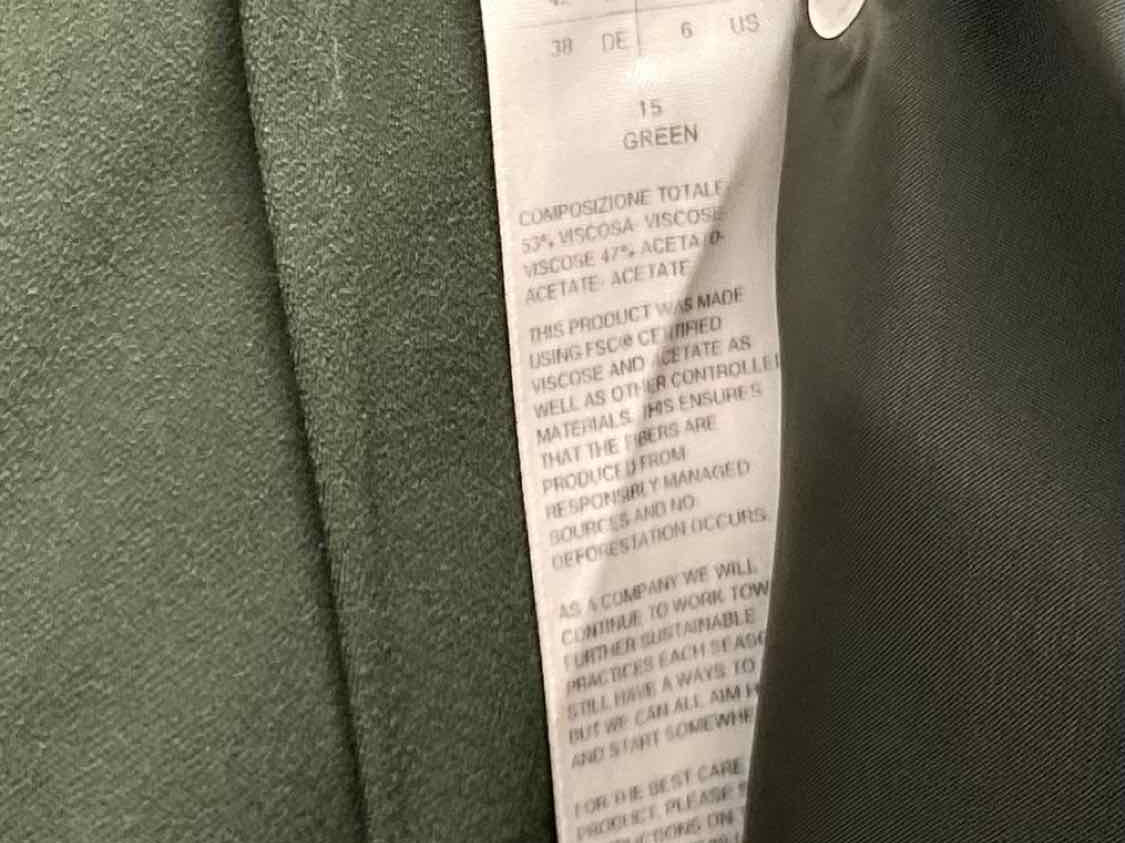 38 DE 6 US
15
GREEN
COMPOSIZIONE TOTALE
53% VISCOSA- VISCOSE-
VISCOSE 47% ACETATO-
ACETATE- ACETATE
THIS PRODUCT WAS MADE
USING FSC® CERTIFIED
VISCOSE AND ACETATE AS
WELL AS OTHER CONTROLLE
MATERIALS. THIS ENSURES
THAT THE FIBERS ARE
PRODUCED FROM
RESPONSIBLY MANAGED
SOURCES AND NO
DEFORESTATION OCCURS.
AS A COMPANY WE WILL
CONTINUE TO WORK TOW
FURTHER SUSTAINABLE
PRACTICES EACH SEASO
STILL HAVE A WAYS TO
BUT WE CAN ALL AIM H
AND START SOMEWHE
FOR THE BEST CARE
PRODUCT, PLEASE
ON